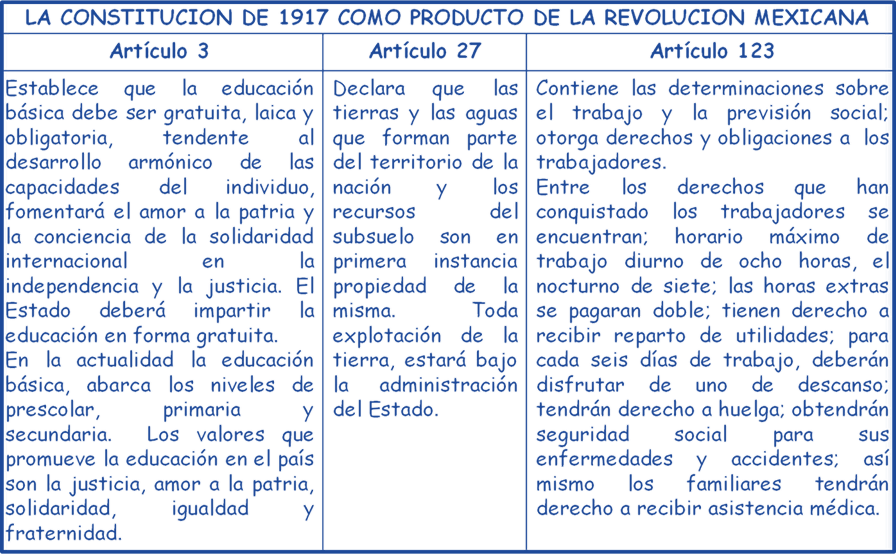 LA CONSTITUCION DE 1917 COMO PRODUCTO DE LA REVOLUCION MEXICANA
Artículo 3
Establece que la educación
básica debe ser gratuita, laica y
obligatoria, tendente al
desarrollo armónico de las
capacidades del individuo,
fomentará el amor a la patria y
la conciencia de la solidaridad
internacional en la
independencia y la justicia. El
Estado deberá impartir la
educación en forma gratuita.
En la actualidad la educación
básica, abarca los niveles de
prescolar, primaria y
secundaria. Los valores que
promueve la educación en el país
son la justicia, amor a la patria,
solidaridad, igualdad y
fraternidad.
Artículo 27
Declara que las
tierras y las aguas
que forman parte
del territorio de la
nación y los
recursos del
subsuelo son en
primera instancia
propiedad de la
misma. Toda
explotación de la
tierra, estará bajo
la administración
del Estado.
Artículo 123
Contiene las determinaciones sobre
el trabajo y la previsión social;
otorga derechos y obligaciones a los
trabajadores.
Entre los derechos que han
conquistado los trabajadores se
encuentran; horario máximo de
trabajo diurno de ocho horas, el
nocturno de siete; las horas extras
se pagaran doble; tienen derecho a
recibir reparto de utilidades; para
cada seis días de trabajo, deberán
disfrutar de uno de descanso;
tendrán derecho a huelga; obtendrán
seguridad social para sus
enfermedades y accidentes; así
mismo los familiares tendrán
derecho a recibir asistencia médica.